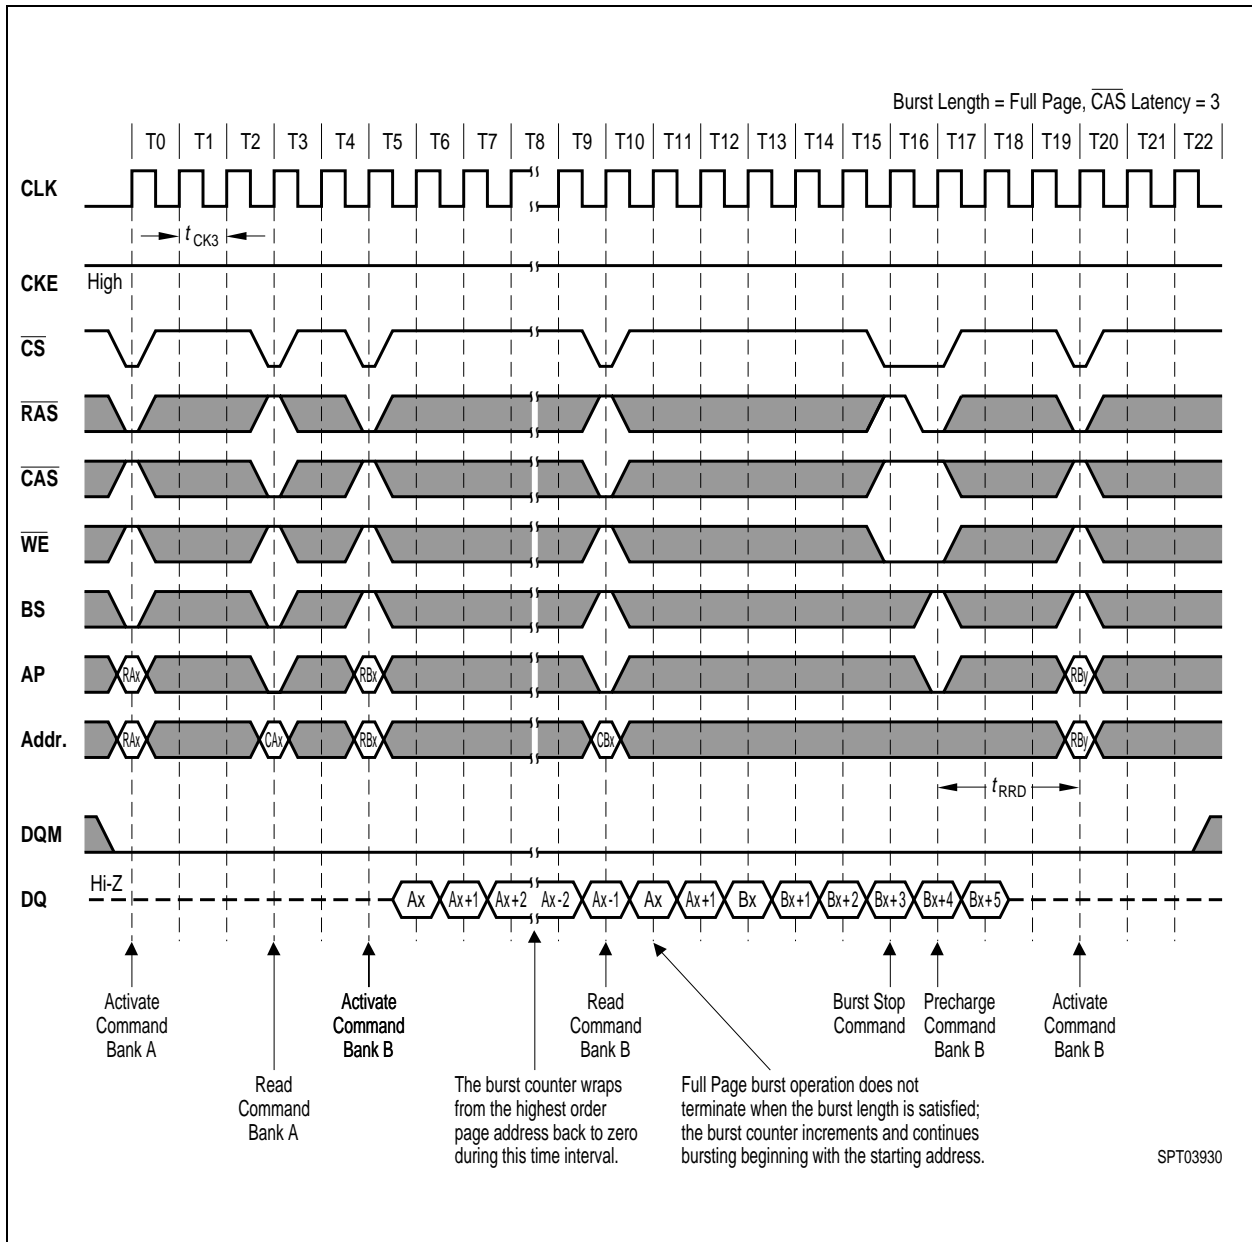 Burst Length = Full Page, CAS Latency = 3
T0 T1 T2 T3 T4 T5 T6 T7 T8 T9 T10 T11 T12 T13 T14 T15 T16 T17 T18 T19 T20 T21 T22
CLK
t CK3
CKE High
CS
RAS
CAS
WE
BS
AP RAx RBx RBy
Addr. RAx CAx RBx CBx RBy
t RRD
DQM
Hi-Z
DQ Ax Ax+1 Ax+2 Ax-2 Ax-1 Ax Ax+1 Bx Bx+1 Bx+2 Bx+3 Bx+4 Bx+5
Activate
Command
Bank A
Read
Command
Bank A
Activate
Command
Bank B
The burst counter wraps
from the highest order
page address back to zero
during this time interval.
Read
Command
Bank B
Full Page burst operation does not
terminate when the burst length is satisfied;
the burst counter increments and continues
bursting beginning with the starting address.
Burst Stop
Command
Precharge
Command
Bank B
Activate
Command
Bank B
SPT03930